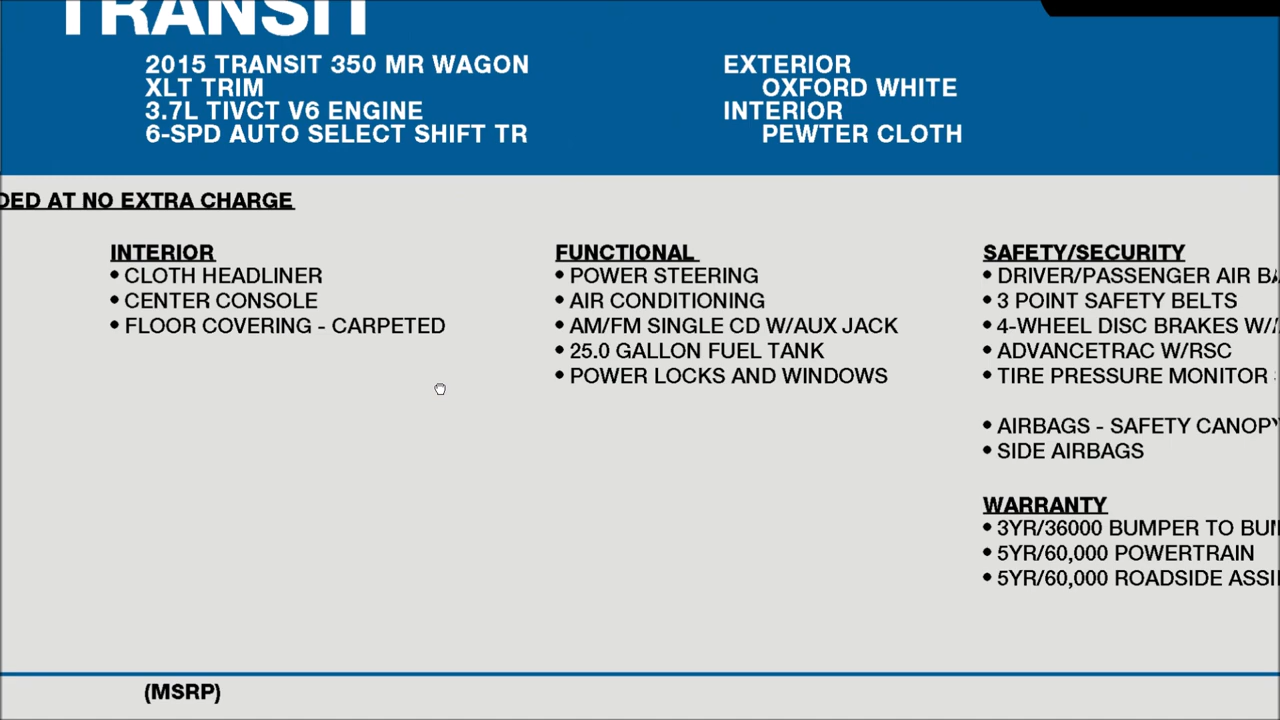 TRANSIT
2015 TRANSIT 350 MR WAGON
XLT TRIM
3.7L TIVCT V6 ENGINE
6-SPD AUTO SELECT SHIFT TR
EXTERIOR
OXFORD WHITE
INTERIOR
PEWTER CLOTH
DED AT NO EXTRA CHARGE
INTERIOR
• CLOTH HEADLINER
• CENTER CONSOLE
• FLOOR COVERING - CARPETED
FUNCTIONAL
• POWER STEERING
• AIR CONDITIONING
• AM/FM SINGLE CD W/AUX JACK
• 25.0 GALLON FUEL TANK
• POWER LOCKS AND WINDOWS
SAFETY/SECURITY
• DRIVER/PASSENGER AIR
• 3 POINT SAFETY BELTS
• 4-WHEEL DISC BRAKES
• ADVANCETRAC W/RSC
• TIRE PRESSURE MONITOR
• AIRBAGS - SAFETY CANOPY
• SIDE AIRBAGS
WARRANTY
• 3YR/36000 BUMPER TO
• 5YR/60,000 POWERTRAIN
• 5YR/60,000 ROADSIDE
(MSRP)